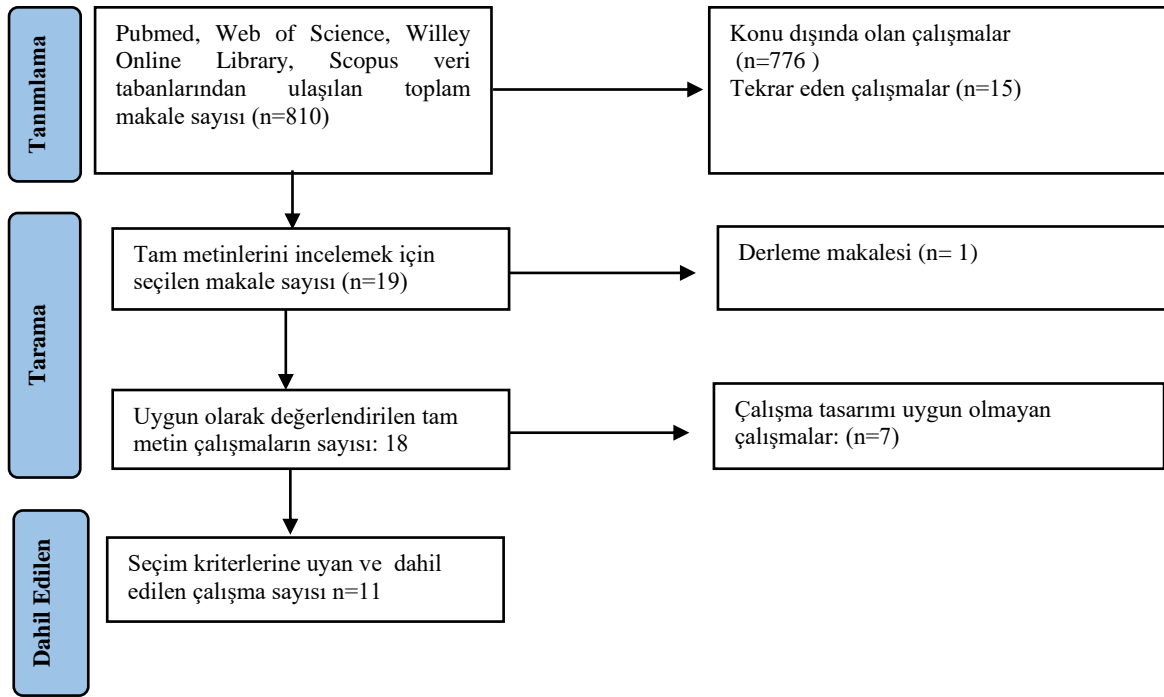 Tanımlama
Pubmed, Web of Science, Willey
Online Library, Scopus veri
tabanlarından ulaşılan toplam
makale sayısı (n=810)
Konu dışında olan çalışmalar
(n=776 )
Tekrar eden çalışmalar (n=15)
Tarama
Tam metinlerini incelemek için
seçilen makale sayısı (n=19)
Derleme makalesi (n= 1)
Uygun olarak değerlendirilen tam
metin çalışmaların sayısı: 18
Çalışma tasarımı uygun olmayan
çalışmalar: (n=7)
Dahil Edilen
Seçim kriterlerine uyan ve dahil
edilen çalışma sayısı n=11